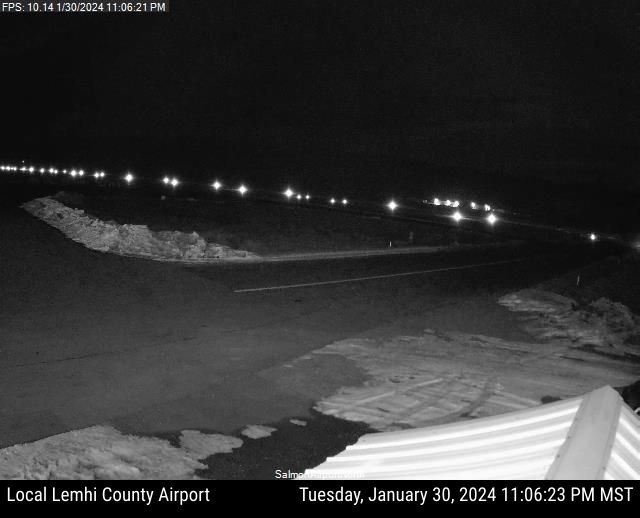 FPS: 10.14 1/30/2024 11:06:21 PM
Local Lemhi County Airport
Tuesday, January 30, 2024 11:06:23 PM MST